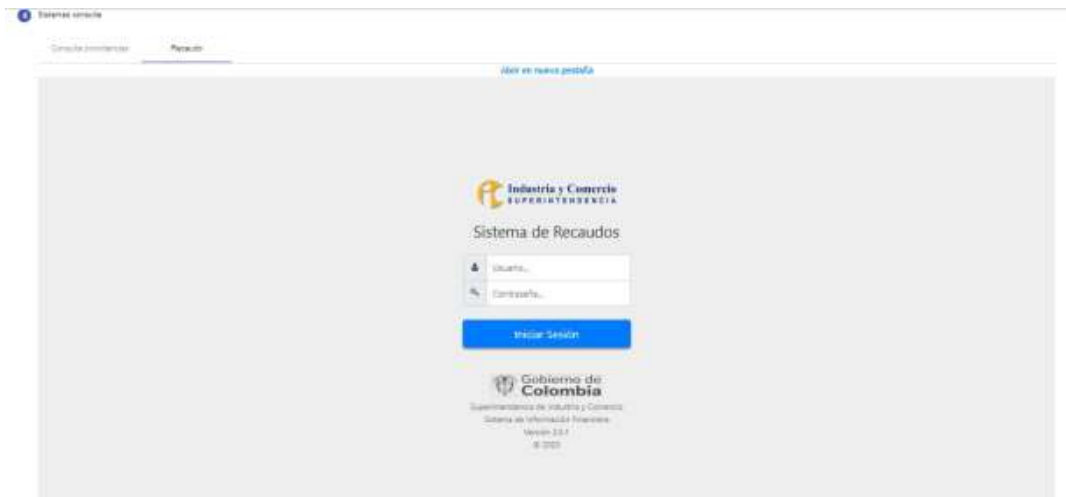 Sistemas consulta
Consulta
Recaudo
Abrir en nueva pestaña
Industria y Comercio
SUPERINTENDENCIA
Sistema de Recaudos
Usuario...
Contraseña...
Iniciar Sesión
Gobierno de
Colombia
Superintendencia de Industria y Comercio
Sistema de Información Financiera